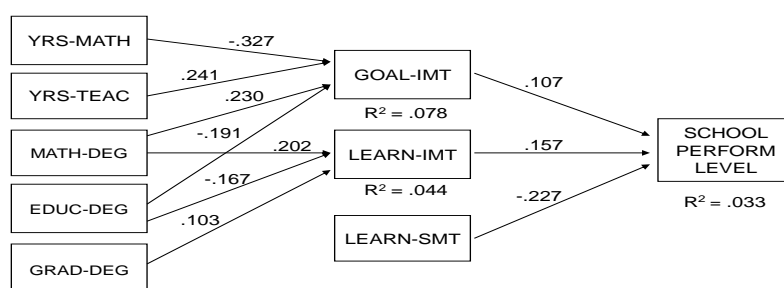 YRS-MATH
-.327
YRS-TEAC
.241
GOAL-IMT
.107
.230
R² = .078
-.191
MATH-DEG
.202
LEARN-IMT
.157
SCHOOL
PERFORM
LEVEL
-.167
R² = .044
R² = .033
EDUC-DEG
.103
-.227
LEARN-SMT
GRAD-DEG